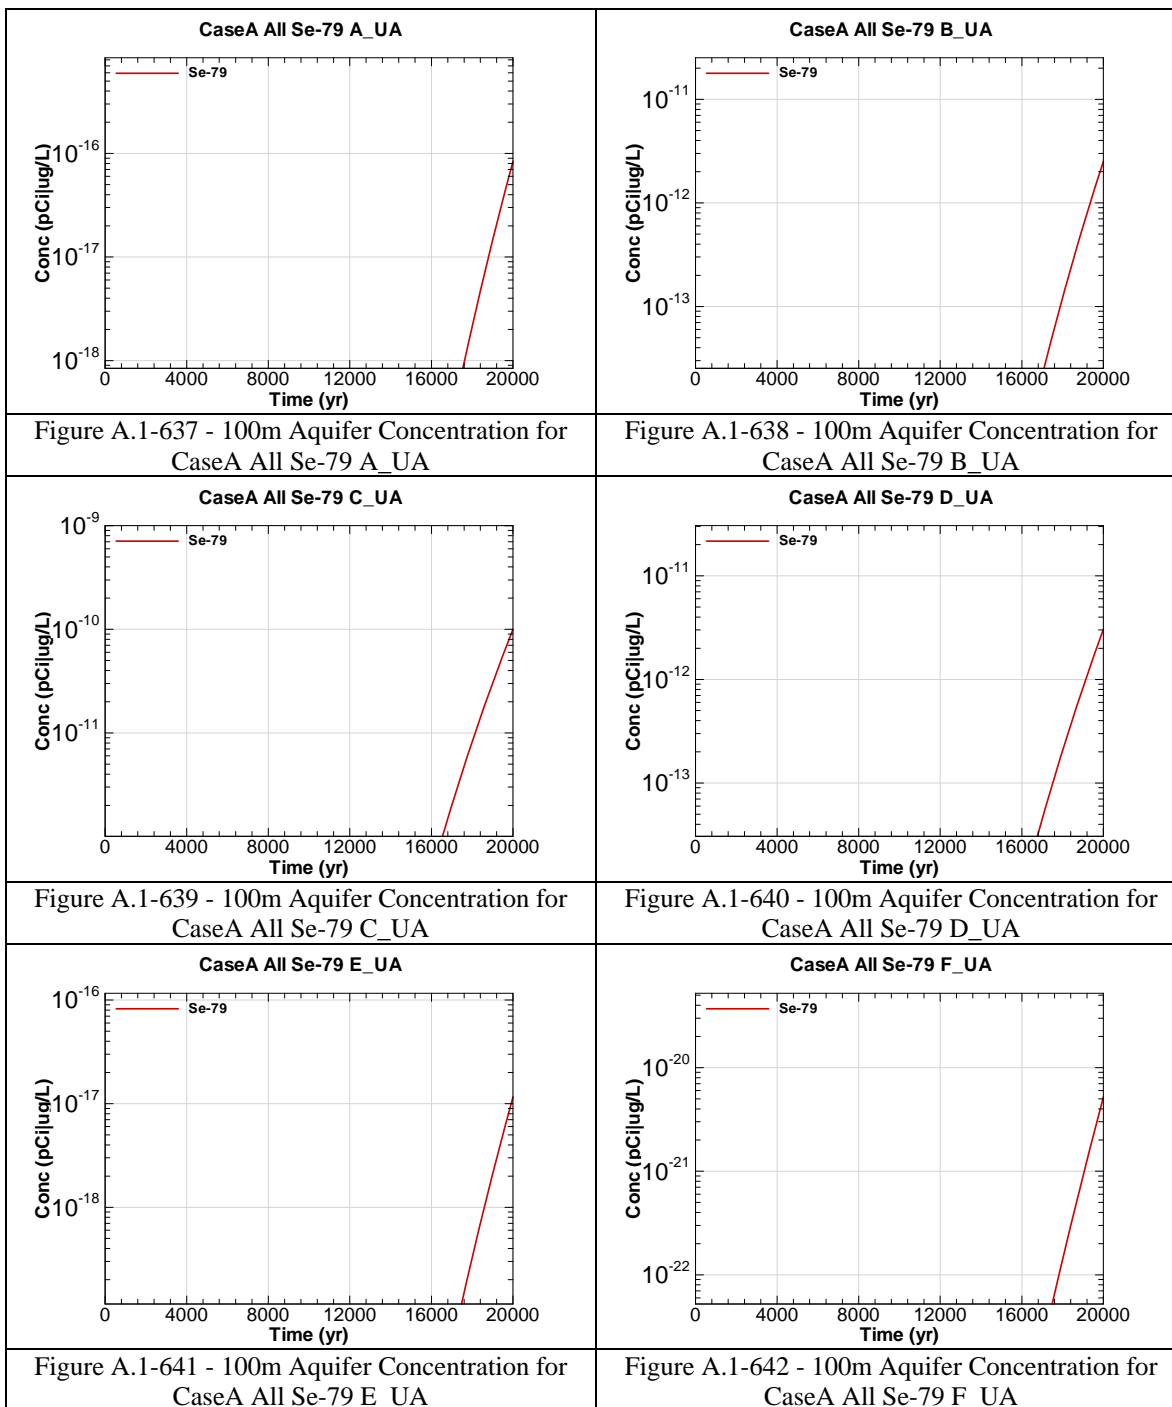 CaseA All Se-79 A_UA
Se-79
10^-16
10^-17
10^-18
Conc (pCi|ug/L)
0 4000 8000 12000 16000 20000
Time (yr)
Figure A.1-637 - 100m Aquifer Concentration for
CaseA All Se-79 A_UA
CaseA All Se-79 B_UA
Se-79
10^-11
10^-12
10^-13
Conc (pCi|ug/L)
0 4000 8000 12000 16000 20000
Time (yr)
Figure A.1-638 - 100m Aquifer Concentration for
CaseA All Se-79 B_UA
CaseA All Se-79 C_UA
Se-79
10^-9
10^-10
10^-11
Conc (pCi|ug/L)
0 4000 8000 12000 16000 20000
Time (yr)
Figure A.1-639 - 100m Aquifer Concentration for
CaseA All Se-79 C_UA
CaseA All Se-79 D_UA
Se-79
10^-11
10^-12
10^-13
Conc (pCi|ug/L)
0 4000 8000 12000 16000 20000
Time (yr)
Figure A.1-640 - 100m Aquifer Concentration for
CaseA All Se-79 D_UA
CaseA All Se-79 E_UA
Se-79
10^-16
10^-17
10^-18
Conc (pCi|ug/L)
0 4000 8000 12000 16000 20000
Time (yr)
Figure A.1-641 - 100m Aquifer Concentration for
CaseA All Se-79 E_UA
CaseA All Se-79 F_UA
Se-79
10^-20
10^-21
10^-22
Conc (pCi|ug/L)
0 4000 8000 12000 16000 20000
Time (yr)
Figure A.1-642 - 100m Aquifer Concentration for
CaseA All Se-79 F_UA